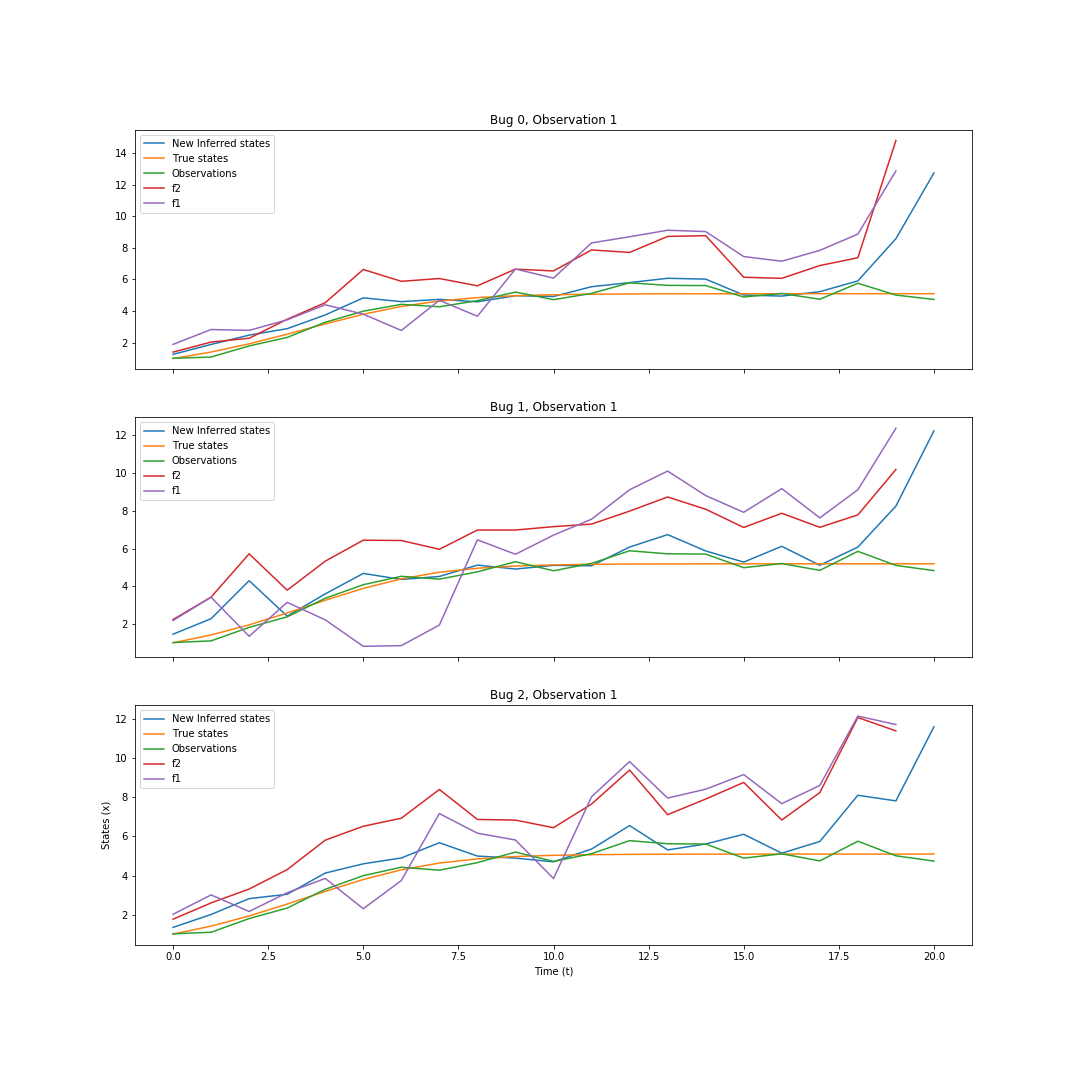 Bug 0, Observation 1
New Inferred states
True states
Observations
f2
f1
14
12
10
8
6
4
2
Bug 1, Observation 1
New Inferred states
True states
Observations
f2
f1
12
10
8
6
4
2
Bug 2, Observation 1
New Inferred states
True states
Observations
f2
f1
12
10
8
6
4
2
States (x)
0.0 2.5 5.0 7.5 10.0 12.5 15.0 17.5 20.0
Time (t)